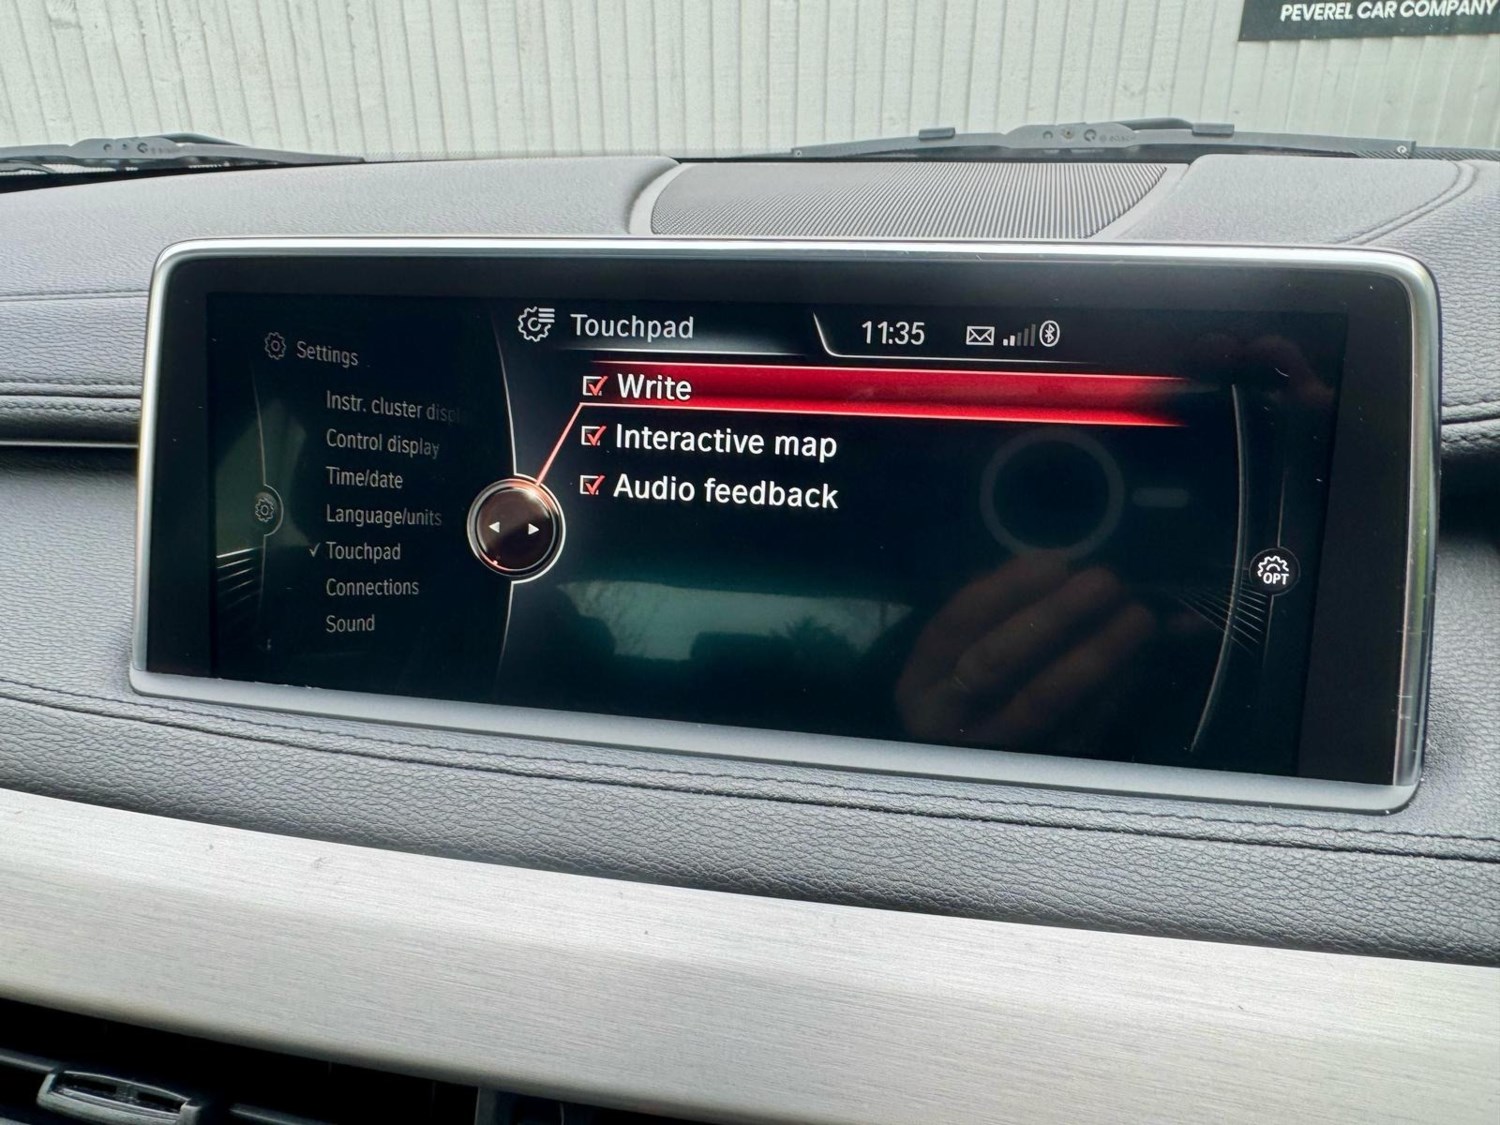 PEVEREL CAR COMPANY
Touchpad
11:35
Settings
Instr. cluster displ
Control display
Time/date
Language/units
✓ Touchpad
Connections
Sound
Write
Interactive map
Audio feedback
OPT